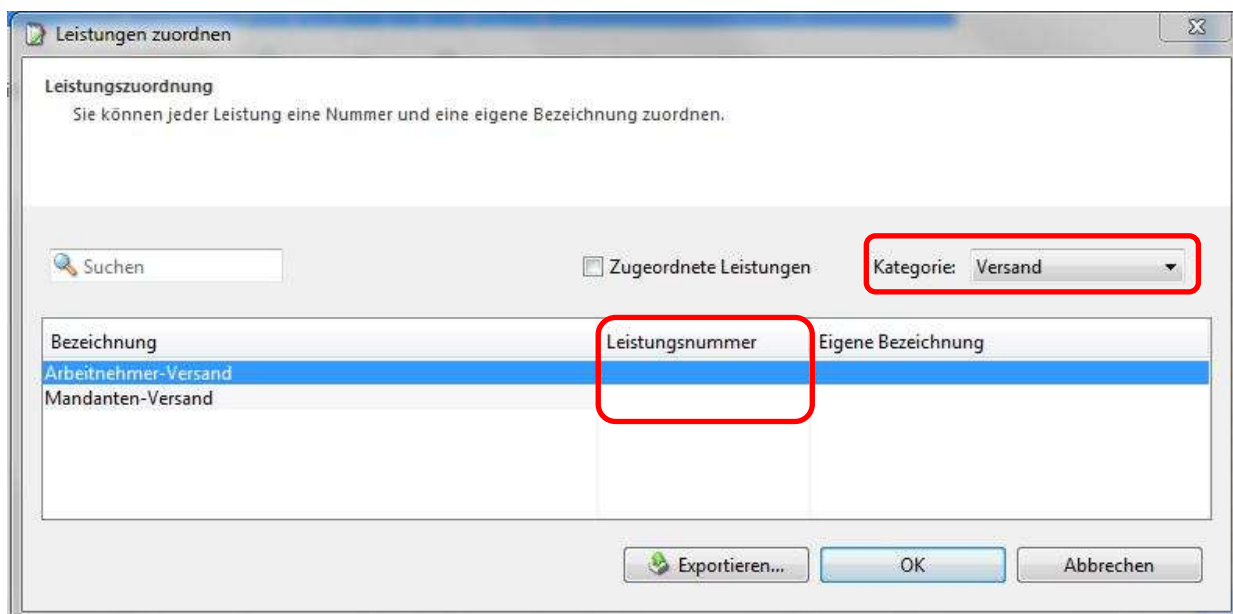 Leistungen zuordnen
Leistungszuordnung
Sie können jeder Leistung eine Nummer und eine eigene Bezeichnung zuordnen.
Suchen
Zugeordnete Leistungen
Kategorie: Versand
Bezeichnung Leistungsnummer Eigene Bezeichnung
Arbeitnehmer-Versand
Mandanten-Versand
Exportieren... OK Abbrechen